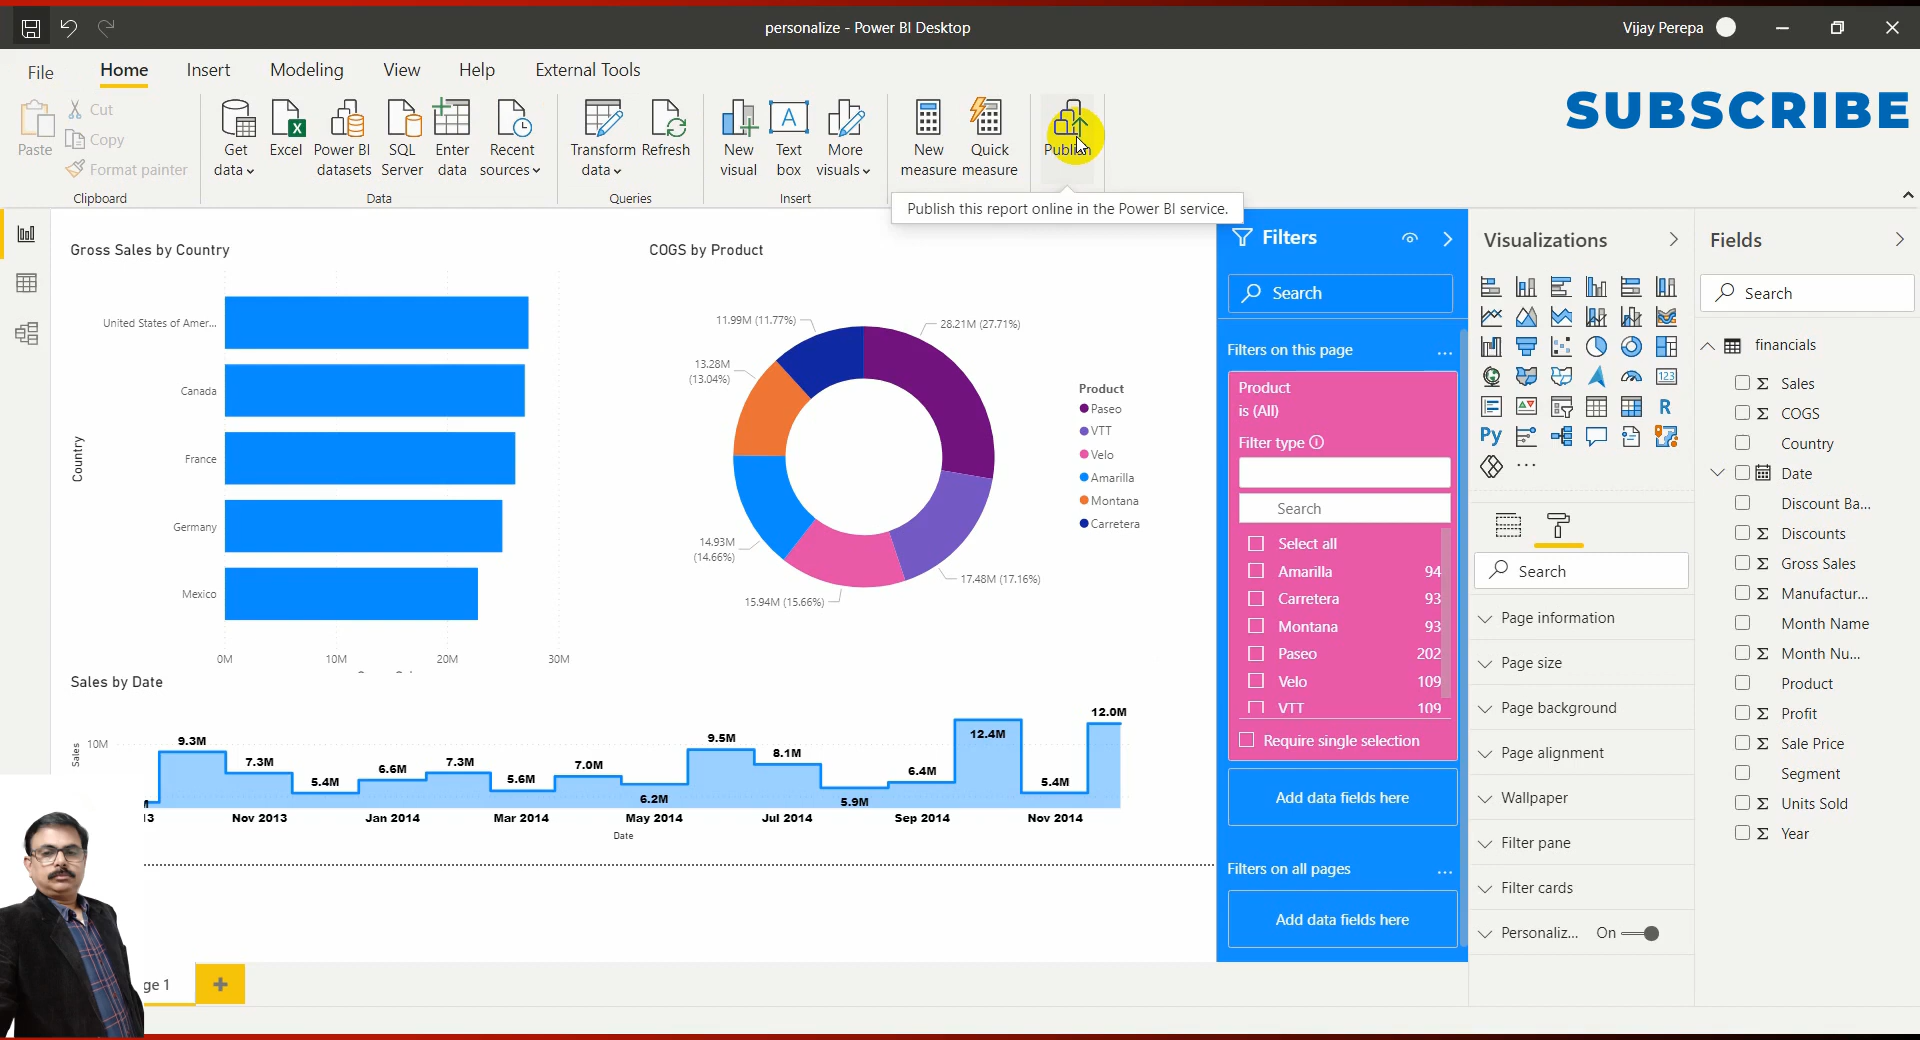 personalize - Power BI Desktop
Vijay Perepa
File Home Insert Modeling View Help External Tools
SUBSCRIBE
Paste
Cut
Copy
Format painter
Clipboard
Get data
Excel
Power BI datasets
SQL Server
Enter data
Recent sources
Data
Transform data
Refresh
Queries
New visual
Text box
More visuals
Insert
New measure
Quick measure
Publish
Publish this report online in the Power BI service.
Gross Sales by Country
Country
United States of Amer...
Canada
France
Germany
Mexico
0M 10M 20M 30M
COGS by Product
28.21M (27.71%)
17.48M (17.16%)
15.94M (15.66%)
14.93M
(14.66%)
13.28M
(13.04%)
11.99M (11.77%)
Product
Paseo
VTT
Velo
Amarilla
Montana
Carretera
Sales by Date
Sales
10M
9.3M 7.3M 5.4M 6.6M 7.3M 5.6M 7.0M 6.2M 9.5M 8.1M 5.9M 6.4M 12.4M 5.4M 12.0M
13 Nov 2013 Jan 2014 Mar 2014 May 2014 Jul 2014 Sep 2014 Nov 2014
Date
ge 1
Filters
Search
Filters on this page
...
Product
is (All)
Filter type
Search
Select all
Amarilla 94
Carretera 93
Montana 93
Paseo 202
Velo 109
VTT 109
Require single selection
Add data fields here
Filters on all pages
...
Add data fields here
Visualizations
123
R
Py
...
Search
Page information
Page size
Page background
Page alignment
Wallpaper
Filter pane
Filter cards
Personaliz... On
Fields
Search
financials
Σ Sales
Σ COGS
Country
Date
Discount Ba...
Σ Discounts
Σ Gross Sales
Σ Manufactur...
Month Name
Σ Month Nu...
Product
Σ Profit
Σ Sale Price
Segment
Σ Units Sold
Σ Year